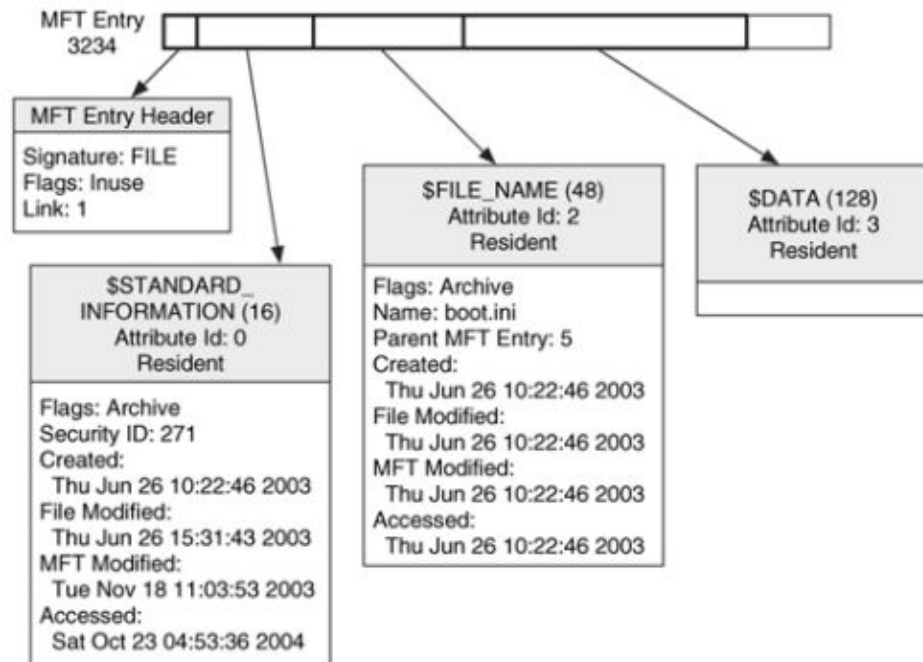 MFT Entry
3234
MFT Entry Header
Signature: FILE
Flags: Inuse
Link: 1
$STANDARD_
INFORMATION (16)
Attribute Id: 0
Resident
Flags: Archive
Security ID: 271
Created:
Thu Jun 26 10:22:46 2003
File Modified:
Thu Jun 26 15:31:43 2003
MFT Modified:
Tue Nov 18 11:03:53 2003
Accessed:
Sat Oct 23 04:53:36 2004
$FILE_NAME (48)
Attribute Id: 2
Resident
Flags: Archive
Name: boot.ini
Parent MFT Entry: 5
Created:
Thu Jun 26 10:22:46 2003
File Modified:
Thu Jun 26 10:22:46 2003
MFT Modified:
Thu Jun 26 10:22:46 2003
Accessed:
Thu Jun 26 10:22:46 2003
$DATA (128)
Attribute Id: 3
Resident